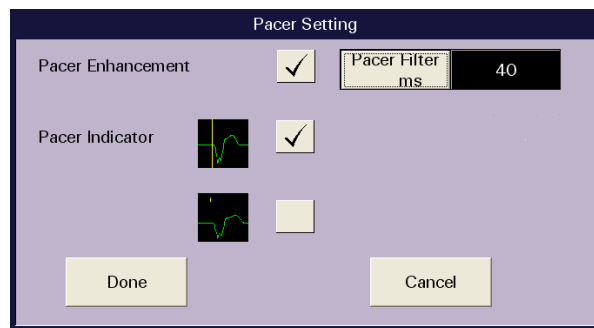 Pacer Setting
Pacer Enhancement
Pacer Filter
ms
40
Pacer Indicator
Done
Cancel